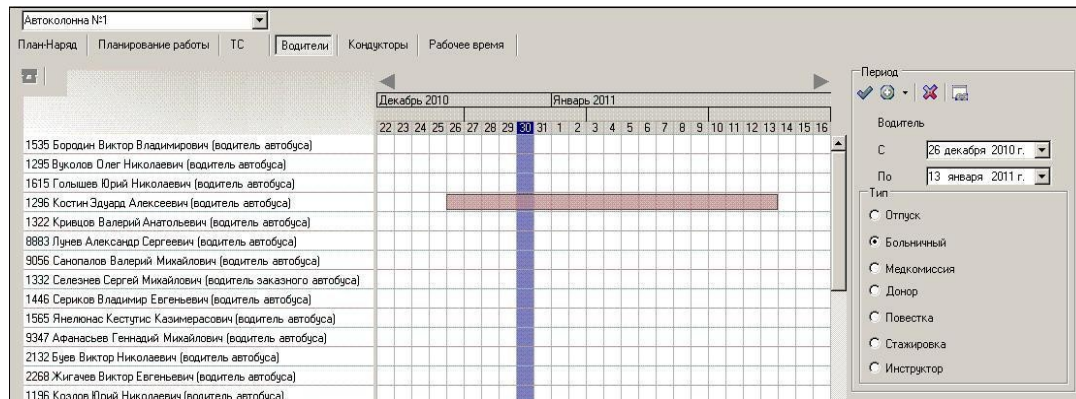 Автоколонна №1
План-Наряд Планирование работы ТС Водители Кондукторы Рабочее время
Декабрь 2010 Январь 2011
22 23 24 25 26 27 28 29 30 31 1 2 3 4 5 6 7 8 9 10 11 12 13 14 15 16
1535 Бородин Виктор Владимирович (водитель автобуса)
1295 Вуколов Олег Николаевич (водитель автобуса)
1615 Голышев Юрий Николаевич (водитель автобуса)
1296 Костин Эдуард Алексеевич (водитель автобуса)
1322 Кривцов Валерий Анатольевич (водитель автобуса)
8883 Лунев Александр Сергеевич (водитель автобуса)
9056 Санопалов Валерий Михайлович (водитель автобуса)
1332 Селезнев Сергей Михайлович (водитель заказного автобуса)
1446 Сериков Владимир Евгеньевич (водитель автобуса)
1565 Янелюнас Кестутис Казимерасович (водитель автобуса)
9347 Афанасьев Геннадий Михайлович (водитель автобуса)
2132 Буев Виктор Николаевич (водитель автобуса)
2268 Жигачев Виктор Евгеньевич (водитель автобуса)
1196 Козлов Юрий Николаевич (водитель автобуса)
Период
Водитель
С 26 декабря 2010 г.
По 13 января 2011 г.
Тип
Отпуск
Больничный
Медкомиссия
Донор
Повестка
Стажировка
Инструктор